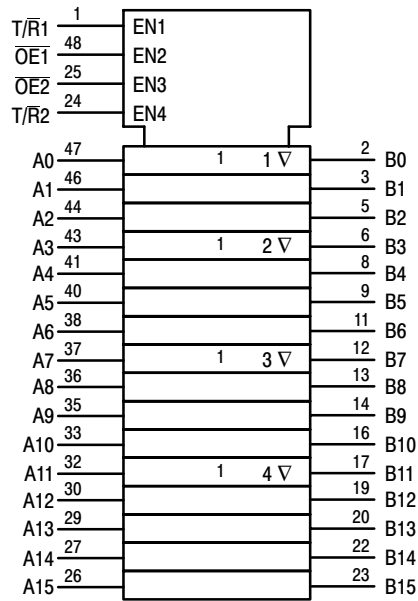 T/R̅1 1 EN1
O̅E̅1̅ 48 EN2
O̅E̅2̅ 25 EN3
T/R̅2 24 EN4
A0 47 1 1 ∇ 2 B0
A1 46 3 B1
A2 44 5 B2
A3 43 1 2 ∇ 6 B3
A4 41 8 B4
A5 40 9 B5
A6 38 11 B6
A7 37 1 3 ∇ 12 B7
A8 36 13 B8
A9 35 14 B9
A10 33 16 B10
A11 32 1 4 ∇ 17 B11
A12 30 19 B12
A13 29 20 B13
A14 27 22 B14
A15 26 23 B15